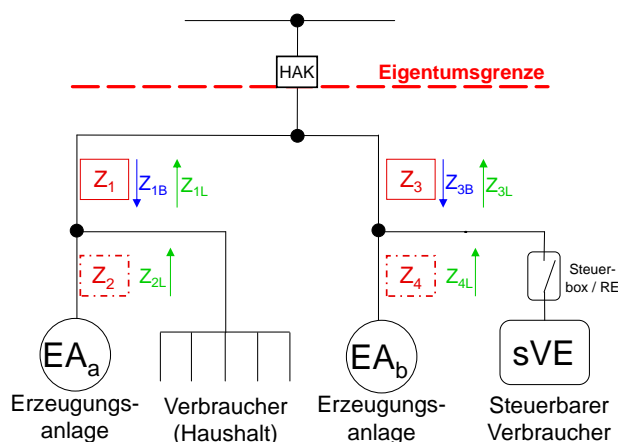 HAK
Eigentumsgrenze
Z1 Z1B Z1L
Z3 Z3B Z3L
Z2 Z2L
Z4 Z4L
Steuer-
box / RE
EAa
EAb
sVE
Erzeugungs-
anlage
Verbraucher
(Haushalt)
Erzeugungs-
anlage
Steuerbarer
Verbraucher